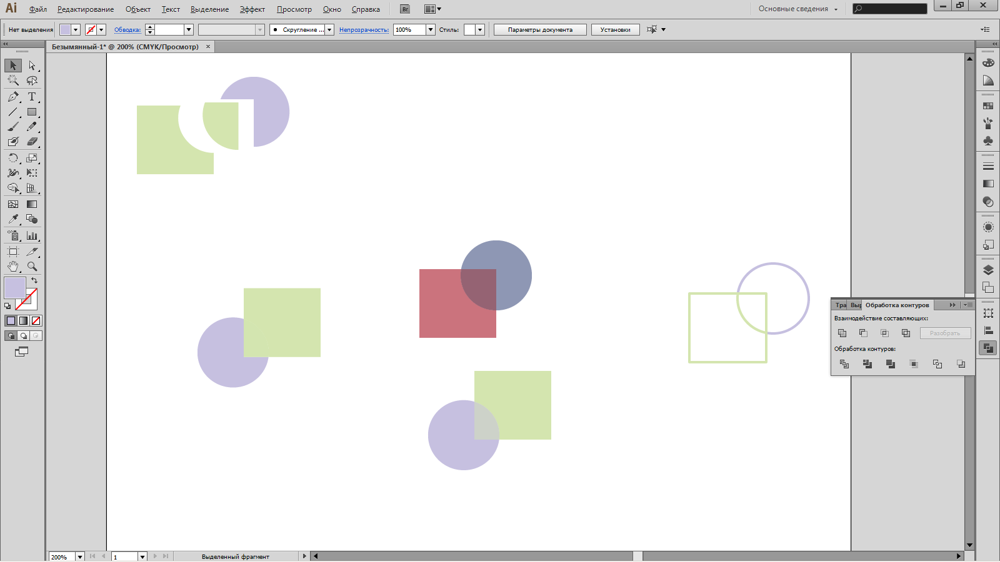 Ai Файл Редактирование Объект Текст Выделение Эффект Просмотр Окно Справка Br Основные сведения
Нет выделения Обводка: Скругление ... Непрозрачность: 100% Стиль: Параметры документа Установки
Безымянный-1* @ 200% (CMYK/Просмотр) ×
T
Тра Выр Обработка контуров
Взаимодействие составляющих:
Разобрать
Обработка контуров:
200% 1 Выделенный фрагмент